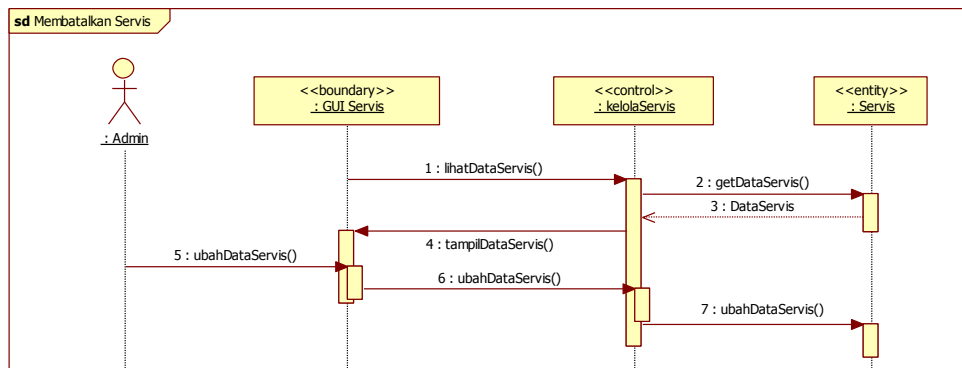 sd Membatalkan Servis
: Admin
<<boundary>>
: GUI Servis
<<control>>
: kelolaServis
<<entity>>
: Servis
1 : lihatDataServis()
2 : getDataServis()
3 : DataServis
4 : tampilDataServis()
5 : ubahDataServis()
6 : ubahDataServis()
7 : ubahDataServis()